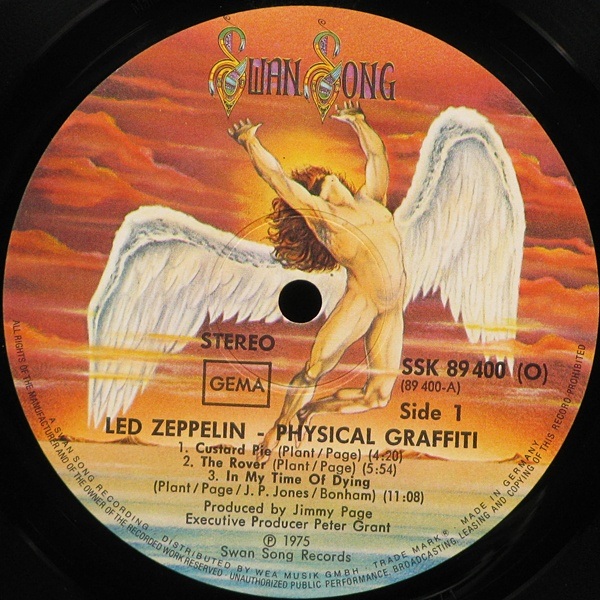 Swan Song
STEREO
GEMA
SSK 89 400 (O)
(89 400-A)
Side 1
LED ZEPPELIN - PHYSICAL GRAFFITI
1. Custard Pie (Plant/Page) (4:20)
2. The Rover (Plant/Page) (5:54)
3. In My Time Of Dying
(Plant/Page/J.P. Jones/Bonham) (11:08)
Produced by Jimmy Page
Executive Producer Peter Grant
Ⓟ 1975
Swan Song Records
A SWAN SONG RECORDING · DISTRIBUTED BY WEA MUSIK GMBH · TRADE MARK® · MADE IN GERMANY
ALL RIGHTS OF THE MANUFACTURER AND OF THE OWNER OF THE RECORDED WORK RESERVED · UNAUTHORIZED PUBLIC PERFORMANCE, BROADCASTING, LEASING AND COPYING OF THIS RECORD PROHIBITED